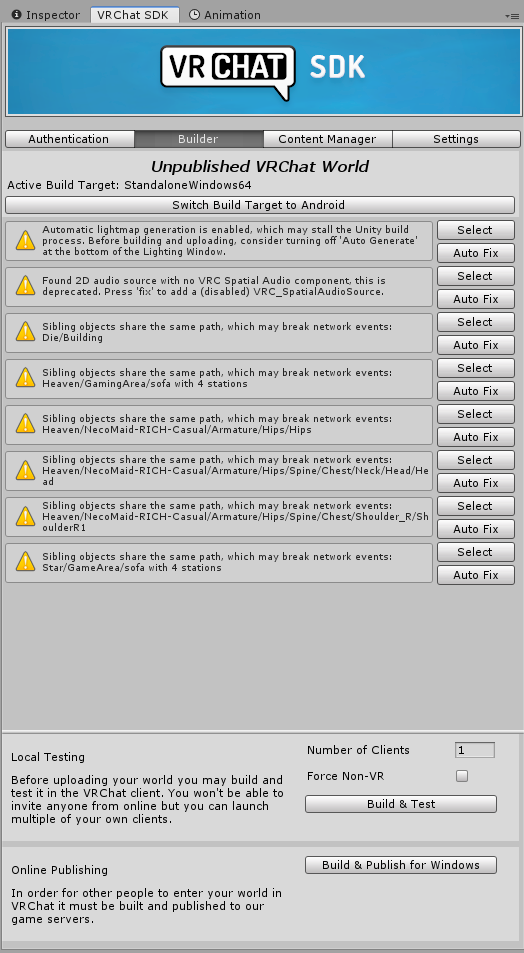 Inspector
VRChat SDK
Animation
VRCHAT SDK
Authentication
Builder
Content Manager
Settings
Unpublished VRChat World
Active Build Target: StandaloneWindows64
Switch Build Target to Android
Automatic lightmap generation is enabled, which may stall the Unity build
process. Before building and uploading, consider turning off 'Auto Generate'
at the bottom of the Lighting Window.
Select
Auto Fix
Found 2D audio source with no VRC Spatial Audio component, this is
deprecated. Press 'fix' to add a (disabled) VRC_SpatialAudioSource.
Select
Auto Fix
Sibling objects share the same path, which may break network events:
Die/Building
Select
Auto Fix
Sibling objects share the same path, which may break network events:
Heaven/GamingArea/sofa with 4 stations
Select
Auto Fix
Sibling objects share the same path, which may break network events:
Heaven/NecoMaid-RICH-Casual/Armature/Hips/Hips
Select
Auto Fix
Sibling objects share the same path, which may break network events:
Heaven/NecoMaid-RICH-Casual/Armature/Hips/Spine/Chest/Neck/Head/He
ad
Select
Auto Fix
Sibling objects share the same path, which may break network events:
Heaven/NecoMaid-RICH-Casual/Armature/Hips/Spine/Chest/Shoulder_R/Sh
oulderR1
Select
Auto Fix
Sibling objects share the same path, which may break network events:
Star/GameArea/sofa with 4 stations
Select
Auto Fix
Local Testing
Before uploading your world you may build and
test it in the VRChat client. You won't be able to
invite anyone from online but you can launch
multiple of your own clients.
Number of Clients
1
Force Non-VR
Build & Test
Online Publishing
In order for other people to enter your world in
VRChat it must be built and published to our
game servers.
Build & Publish for Windows